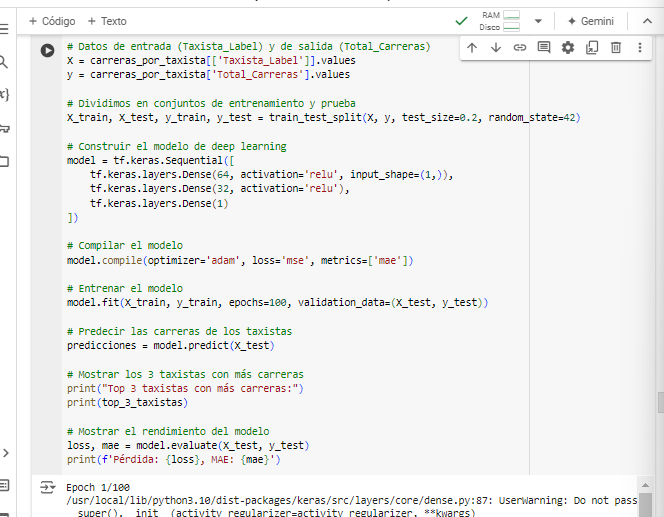 + Código + Texto
RAM
Disco
Gemini
# Datos de entrada (Taxista_Label) y de salida (Total_Carreras)
X = carreras_por_taxista[['Taxista_Label']].values
y = carreras_por_taxista['Total_Carreras'].values
# Dividimos en conjuntos de entrenamiento y prueba
X_train, X_test, y_train, y_test = train_test_split(X, y, test_size=0.2, random_state=42)
# Construir el modelo de deep learning
model = tf.keras.Sequential([
    tf.keras.layers.Dense(64, activation='relu', input_shape=(1,)),
    tf.keras.layers.Dense(32, activation='relu'),
    tf.keras.layers.Dense(1)
])
# Compilar el modelo
model.compile(optimizer='adam', loss='mse', metrics=['mae'])
# Entrenar el modelo
model.fit(X_train, y_train, epochs=100, validation_data=(X_test, y_test))
# Predecir las carreras de los taxistas
predicciones = model.predict(X_test)
# Mostrar los 3 taxistas con más carreras
print("Top 3 taxistas con más carreras:")
print(top_3_taxistas)
# Mostrar el rendimiento del modelo
loss, mae = model.evaluate(X_test, y_test)
print(f'Pérdida: {loss}, MAE: {mae}')
Epoch 1/100
/usr/local/lib/python3.10/dist-packages/keras/src/layers/core/dense.py:87: UserWarning: Do not pass
super().__init__(activity_regularizer=activity_regularizer, **kwargs)